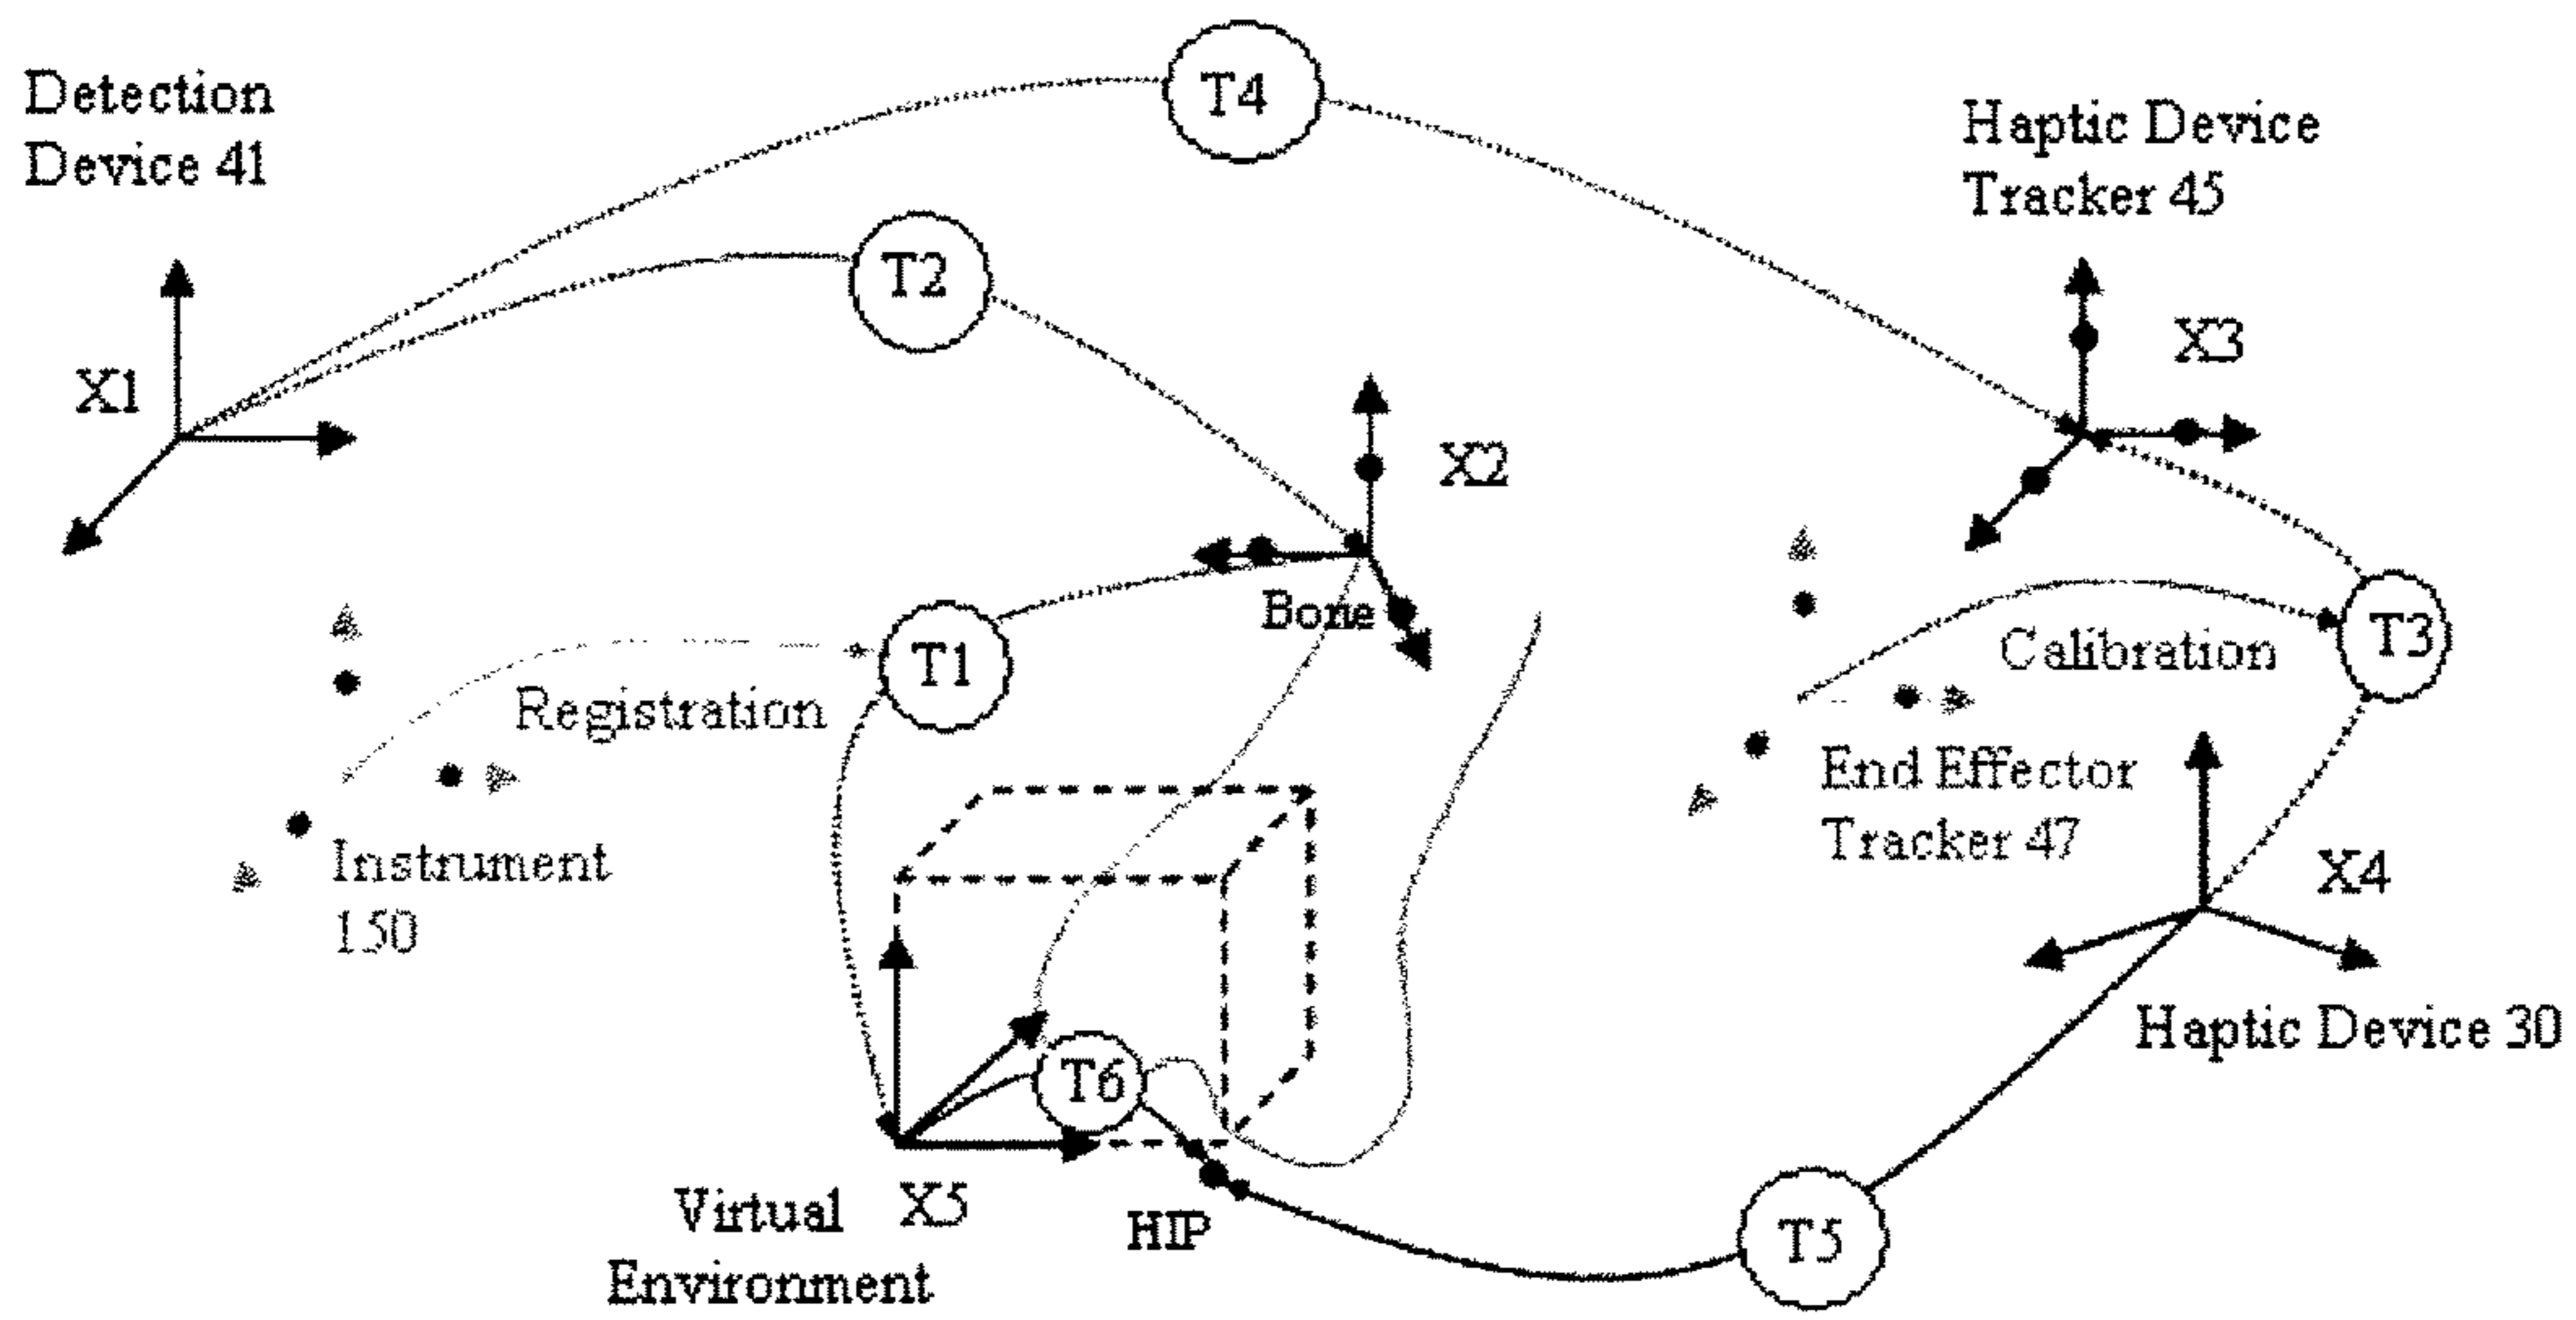 Detection
Device 41
T4
Haptic Device
Tracker 45
T2
X1
X3
X2
Bone
T1
Registration
Calibration
T3
End Effector
Tracker 47
Instrument
150
X4
Haptic Device 30
T6
Virtual X5
Environment
HIP
T5